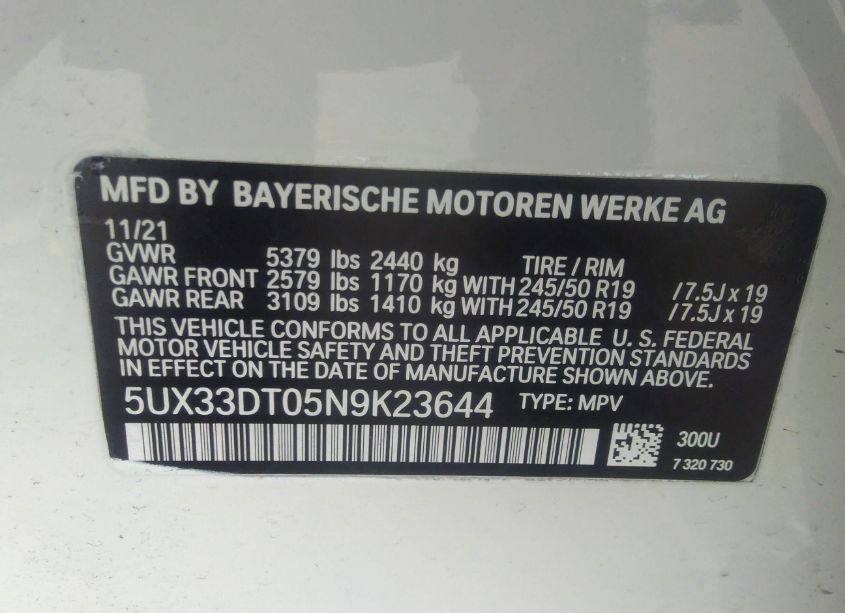 MFD BY BAYERISCHE MOTOREN WERKE AG
11/21
GVWR 5379 lbs 2440 kg TIRE / RIM
GAWR FRONT 2579 lbs 1170 kg WITH 245/50 R19 /7.5J x 19
GAWR REAR 3109 lbs 1410 kg WITH 245/50 R19 /7.5J x 19
THIS VEHICLE CONFORMS TO ALL APPLICABLE U. S. FEDERAL
MOTOR VEHICLE SAFETY AND THEFT PREVENTION STANDARDS
IN EFFECT ON THE DATE OF MANUFACTURE SHOWN ABOVE.
5UX33DT05N9K23644 TYPE: MPV
300U
7 320 730